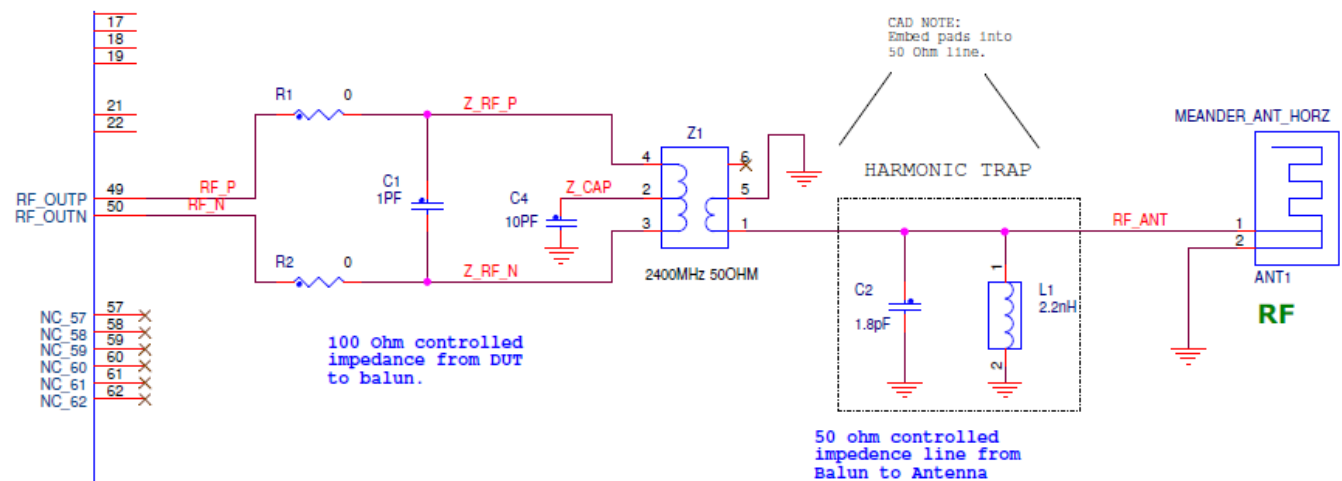 17
18
19
21
22
RF_OUTP
49
RF_OUTN
50
RF_P
RF_N
NC_57
57
NC_58
58
NC_59
59
NC_60
60
NC_61
61
NC_62
62
R1
0
R2
0
Z_RF_P
C1
1PF
Z_RF_N
C4
10PF
Z_CAP
Z1
4
2
3
6
5
1
2400MHz 50OHM
100 Ohm controlled
impedance from DUT
to balun.
CAD NOTE:
Embed pads into
50 Ohm line.
HARMONIC TRAP
C2
1.8pF
1
L1
2.2nH
2
50 ohm controlled
impedence line from
Balun to Antenna
RF_ANT
MEANDER_ANT_HORZ
1
2
ANT1
RF